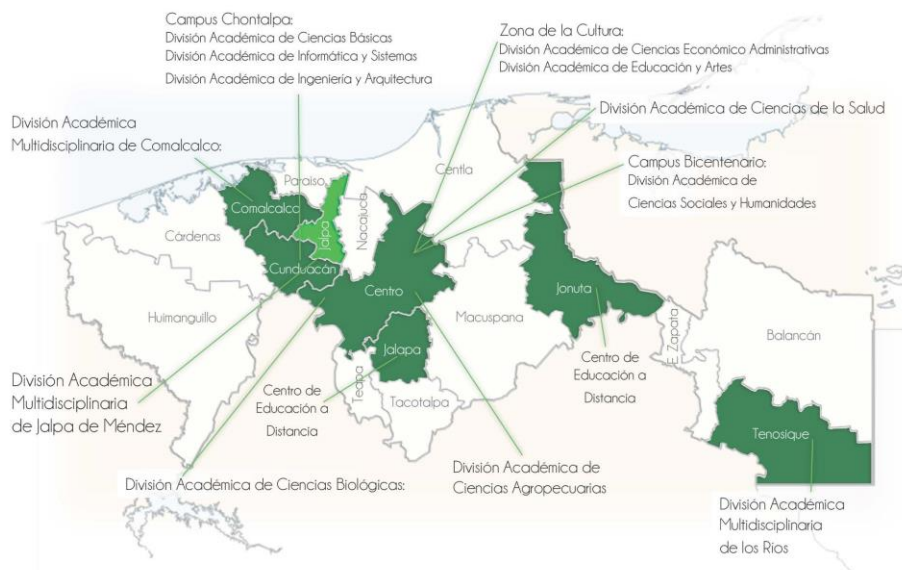 Campus Chontalpa:
División Académica de Ciencias Básicas
División Académica de Informática y Sistemas
División Académica de Ingeniería y Arquitectura
Zona de la Cultura:
División Académica de Ciencias Económico Administrativas
División Académica de Educación y Artes
División Académica de Ciencias de la Salud
División Académica
Multidisciplinaria de Comalcalco:
Campus Bicentenario:
División Académica de
Ciencias Sociales y Humanidades
Centla
Paraiso
Comalcalco
Jalpa
Nacajuca
Cárdenas
Cunduacán
Centro
Jonuta
Huimanguillo
Macuspana
E. Zapata
Balancán
Jalapa
Teapa
Tacotalpa
Centro de
Educación a
Distancia
Centro de
Educación a
Distancia
División Académica
Multidisciplinaria
de Jalpa de Méndez
Tenosique
División Académica de Ciencias Biológicas:
División Académica de
Ciencias Agropecuarias
División Académica
Multidisciplinaria
de los Ríos